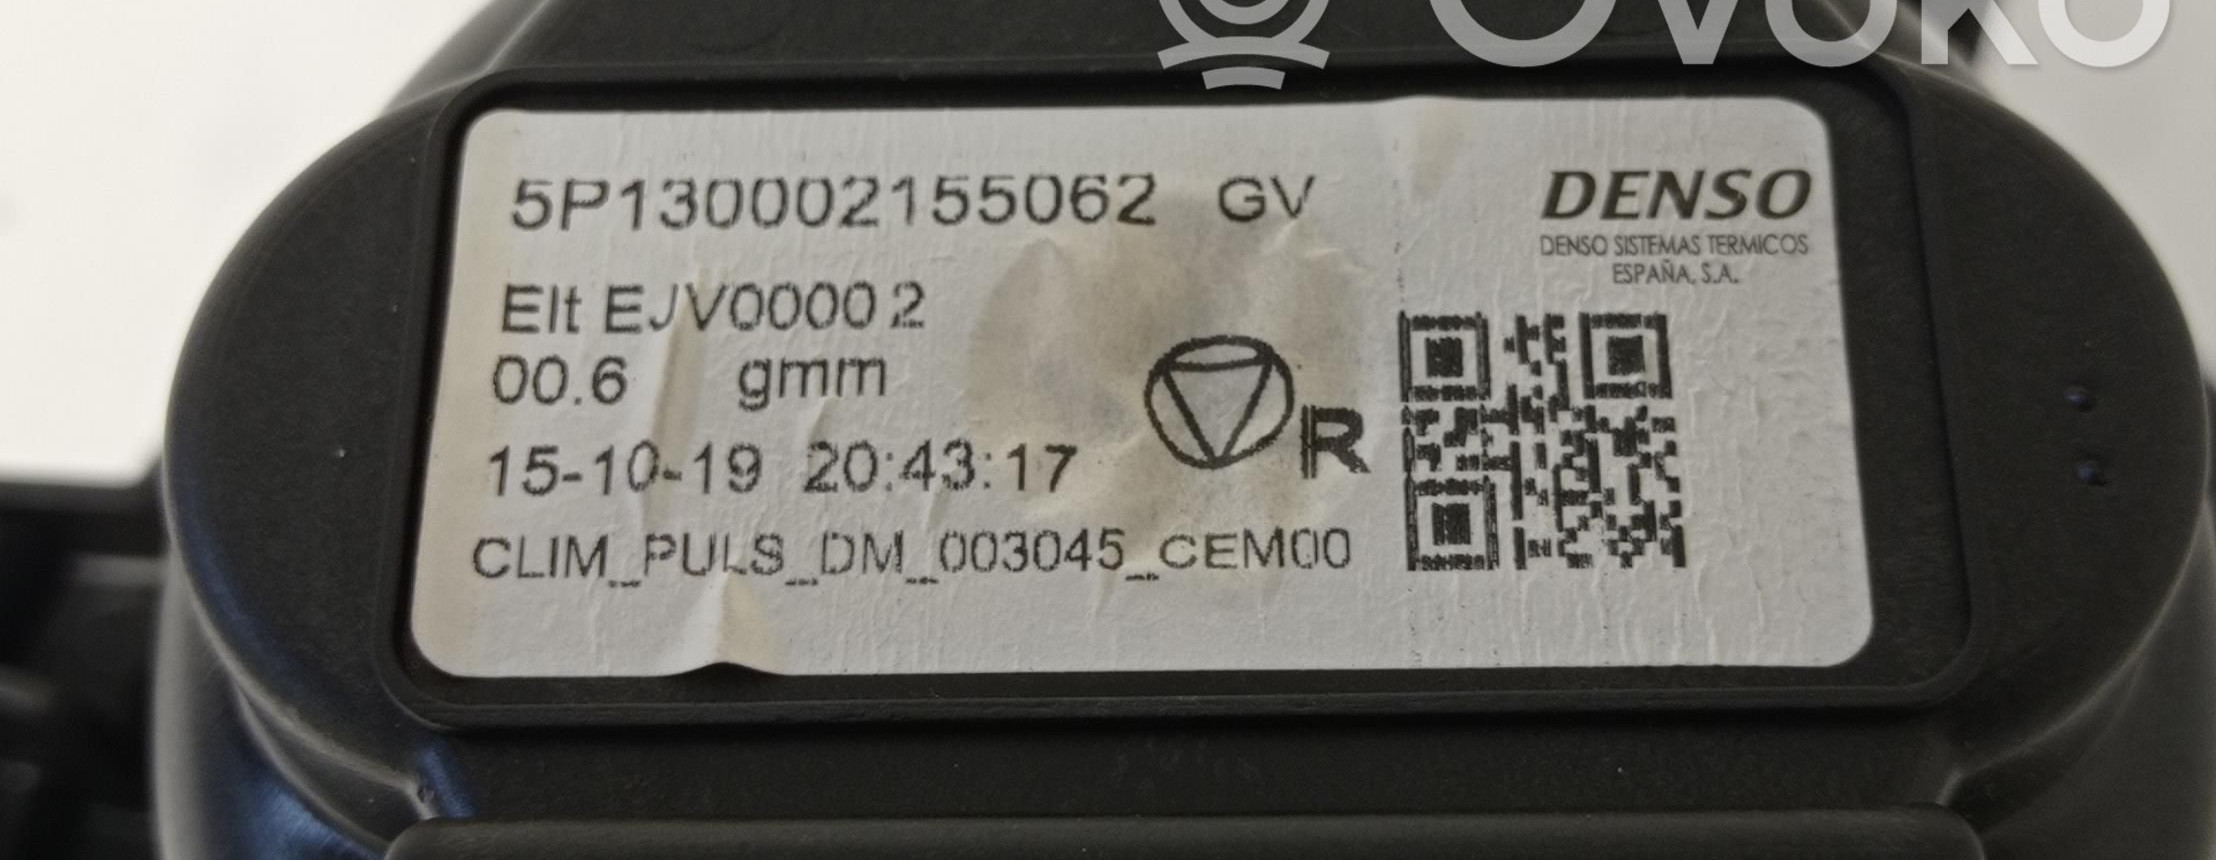 Ovoko
5P130002155062 GV
DENSO
DENSO SISTEMAS TERMICOS
ESPAÑA, S.A.
Elt EJV00002
00.6 gmm
R
15-10-19 20:43:17
CLIM_PULS_DM_003045_CEM00